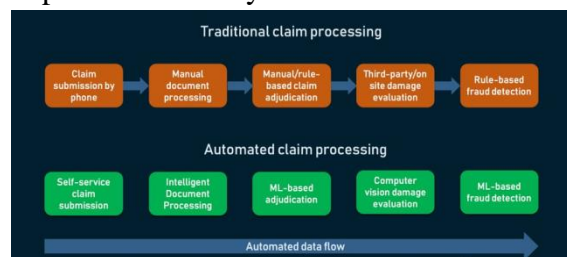 Traditional claim processing
Claim
submission by
phone
Manual
document
processing
Manual/rule-
based claim
adjudication
Third-party/on
site damage
evaluation
Rule-based
fraud detection
Automated claim processing
Self-service
claim
submission
Intelligent
Document
Processing
ML-based
adjudication
Computer
vision damage
evaluation
ML-based
fraud detection
Automated data flow